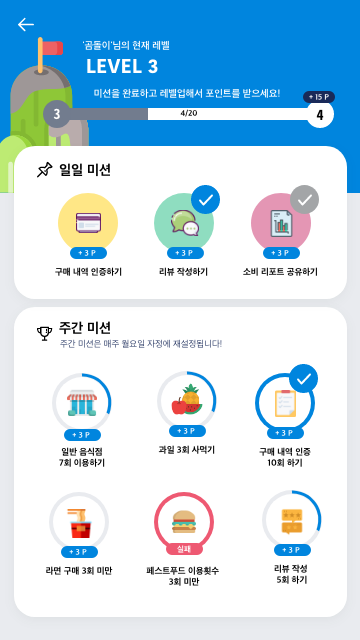 '곰돌이'님의 현재 레벨
LEVEL 3
미션을 완료하고 레벨업해서 포인트를 받으세요!
+ 15 P
3
4/20
4
일일 미션
+ 3 P
+ 3 P
+ 3 P
구매 내역 인증하기
리뷰 작성하기
소비 리포트 공유하기
주간 미션
주간 미션은 매주 월요일 자정에 재설정됩니다!
+ 3 P
+ 3 P
+ 3 P
일반 음식점
7회 이용하기
과일 3회 사먹기
구매 내역 인증
10회 하기
+ 3 P
실패
+ 3 P
라면 구매 3회 미만
페스트푸드 이용횟수
3회 미만
리뷰 작성
5회 하기